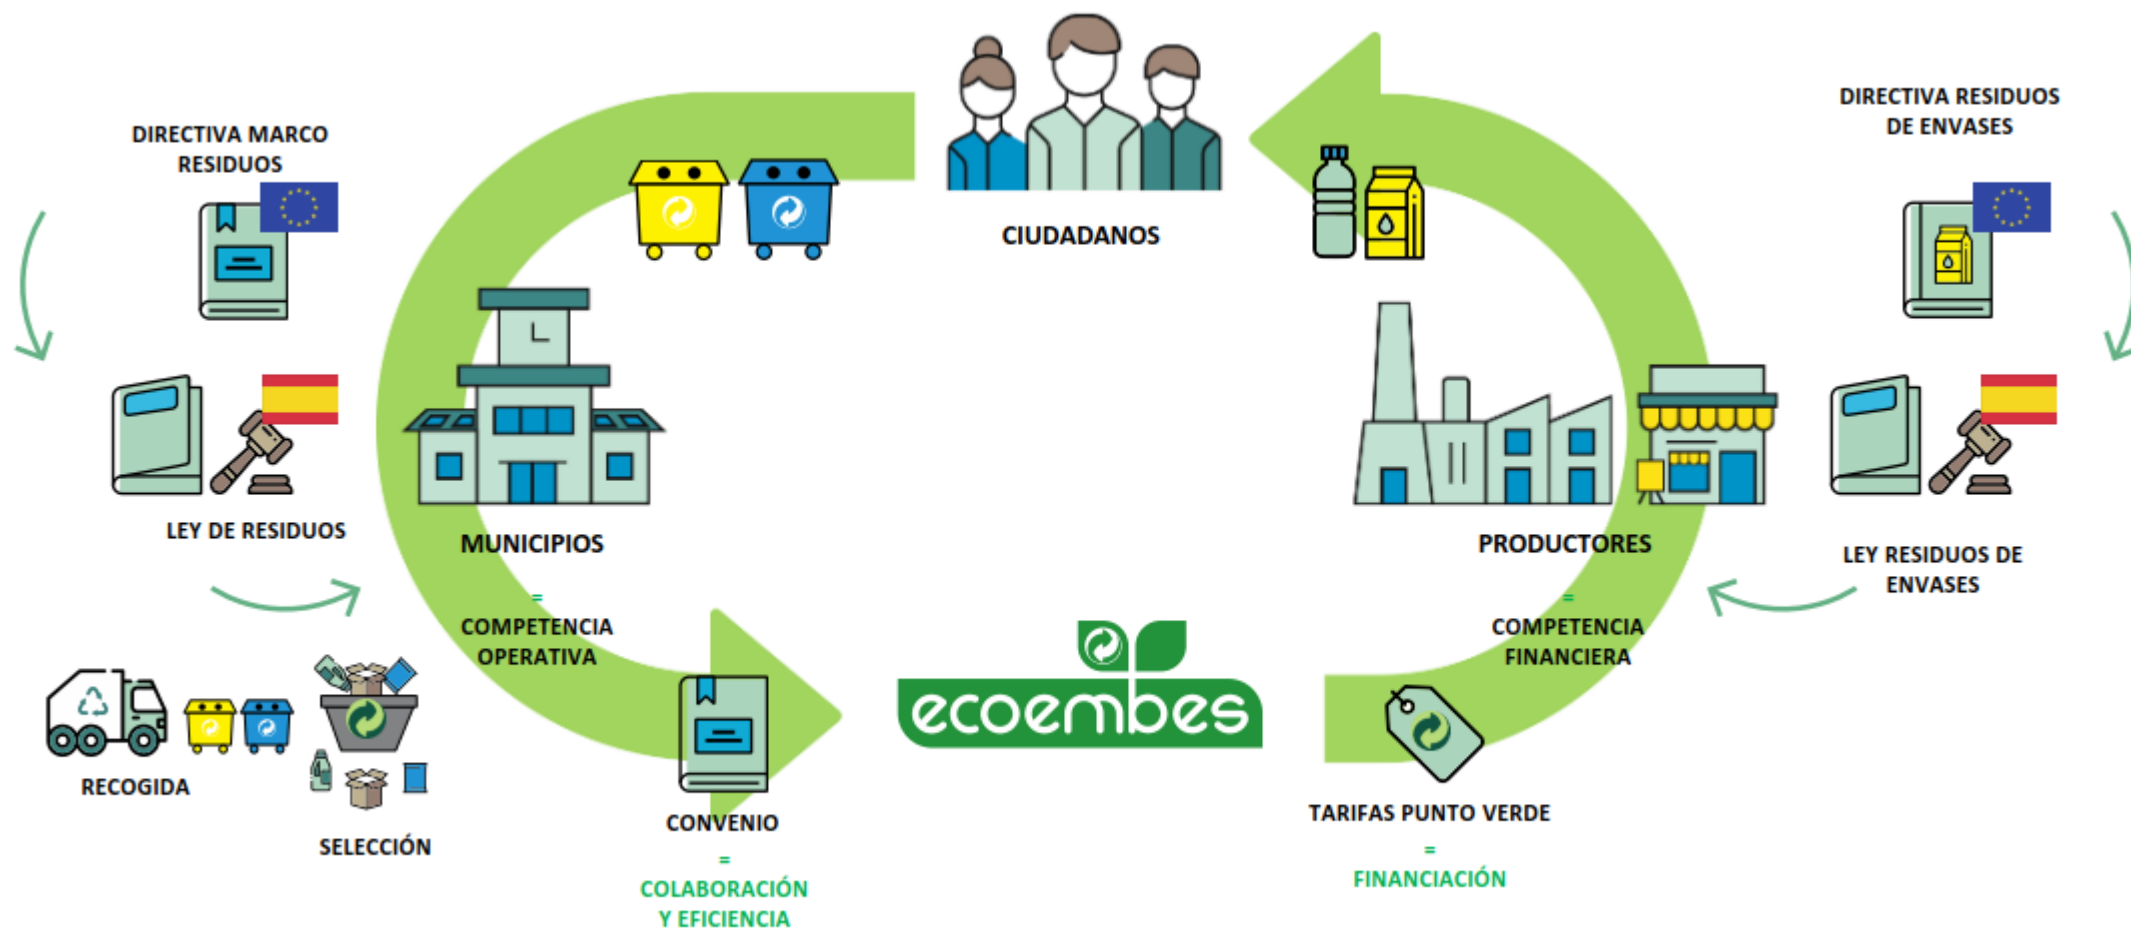 DIRECTIVA MARCO
RESIDUOS
LEY DE RESIDUOS
RECOGIDA
SELECCIÓN
MUNICIPIOS
=
COMPETENCIA
OPERATIVA
CONVENIO
=
COLABORACIÓN
Y EFICIENCIA
CIUDADANOS
ecoembes
PRODUCTORES
=
COMPETENCIA
FINANCIERA
TARIFAS PUNTO VERDE
=
FINANCIACIÓN
DIRECTIVA RESIDUOS
DE ENVASES
LEY RESIDUOS DE
ENVASES